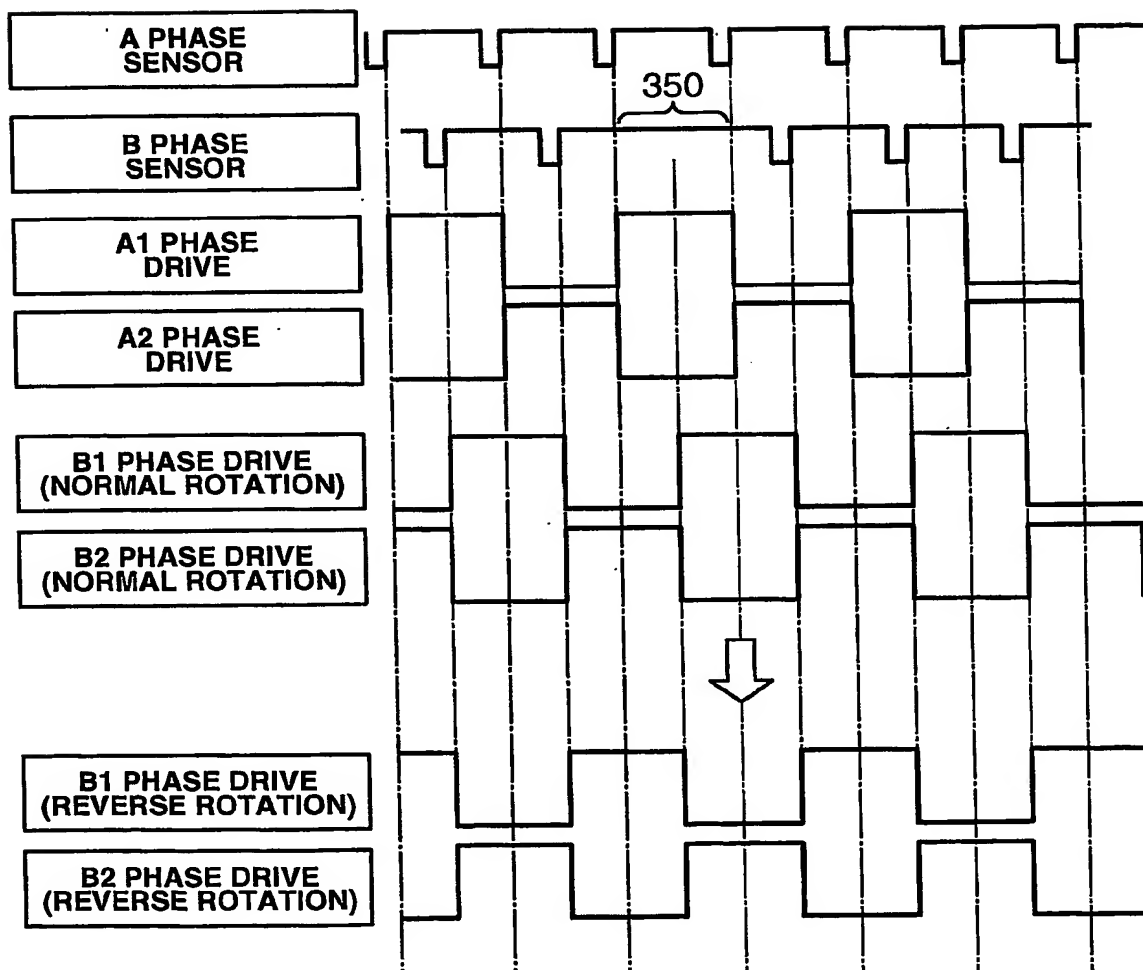 A PHASE
SENSOR
350
B PHASE
SENSOR
A1 PHASE
DRIVE
A2 PHASE
DRIVE
B1 PHASE DRIVE
(NORMAL ROTATION)
B2 PHASE DRIVE
(NORMAL ROTATION)
B1 PHASE DRIVE
(REVERSE ROTATION)
B2 PHASE DRIVE
(REVERSE ROTATION)